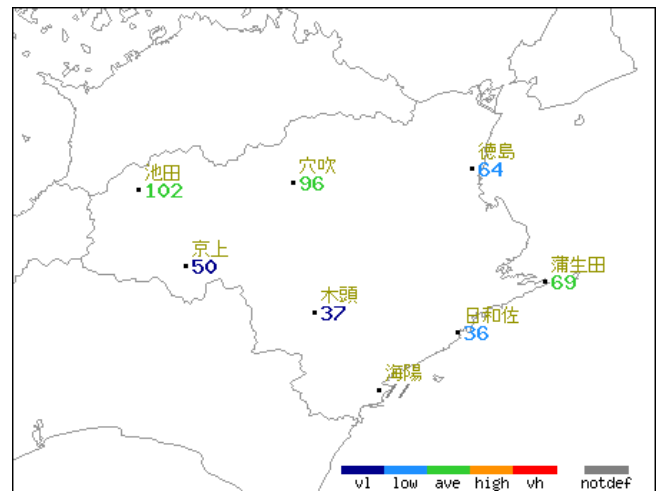 徳島
64
穴吹
96
池田
102
京上
50
蒲生田
69
木頭
37
日和佐
36
海陽
//
vl low ave high vh notdef